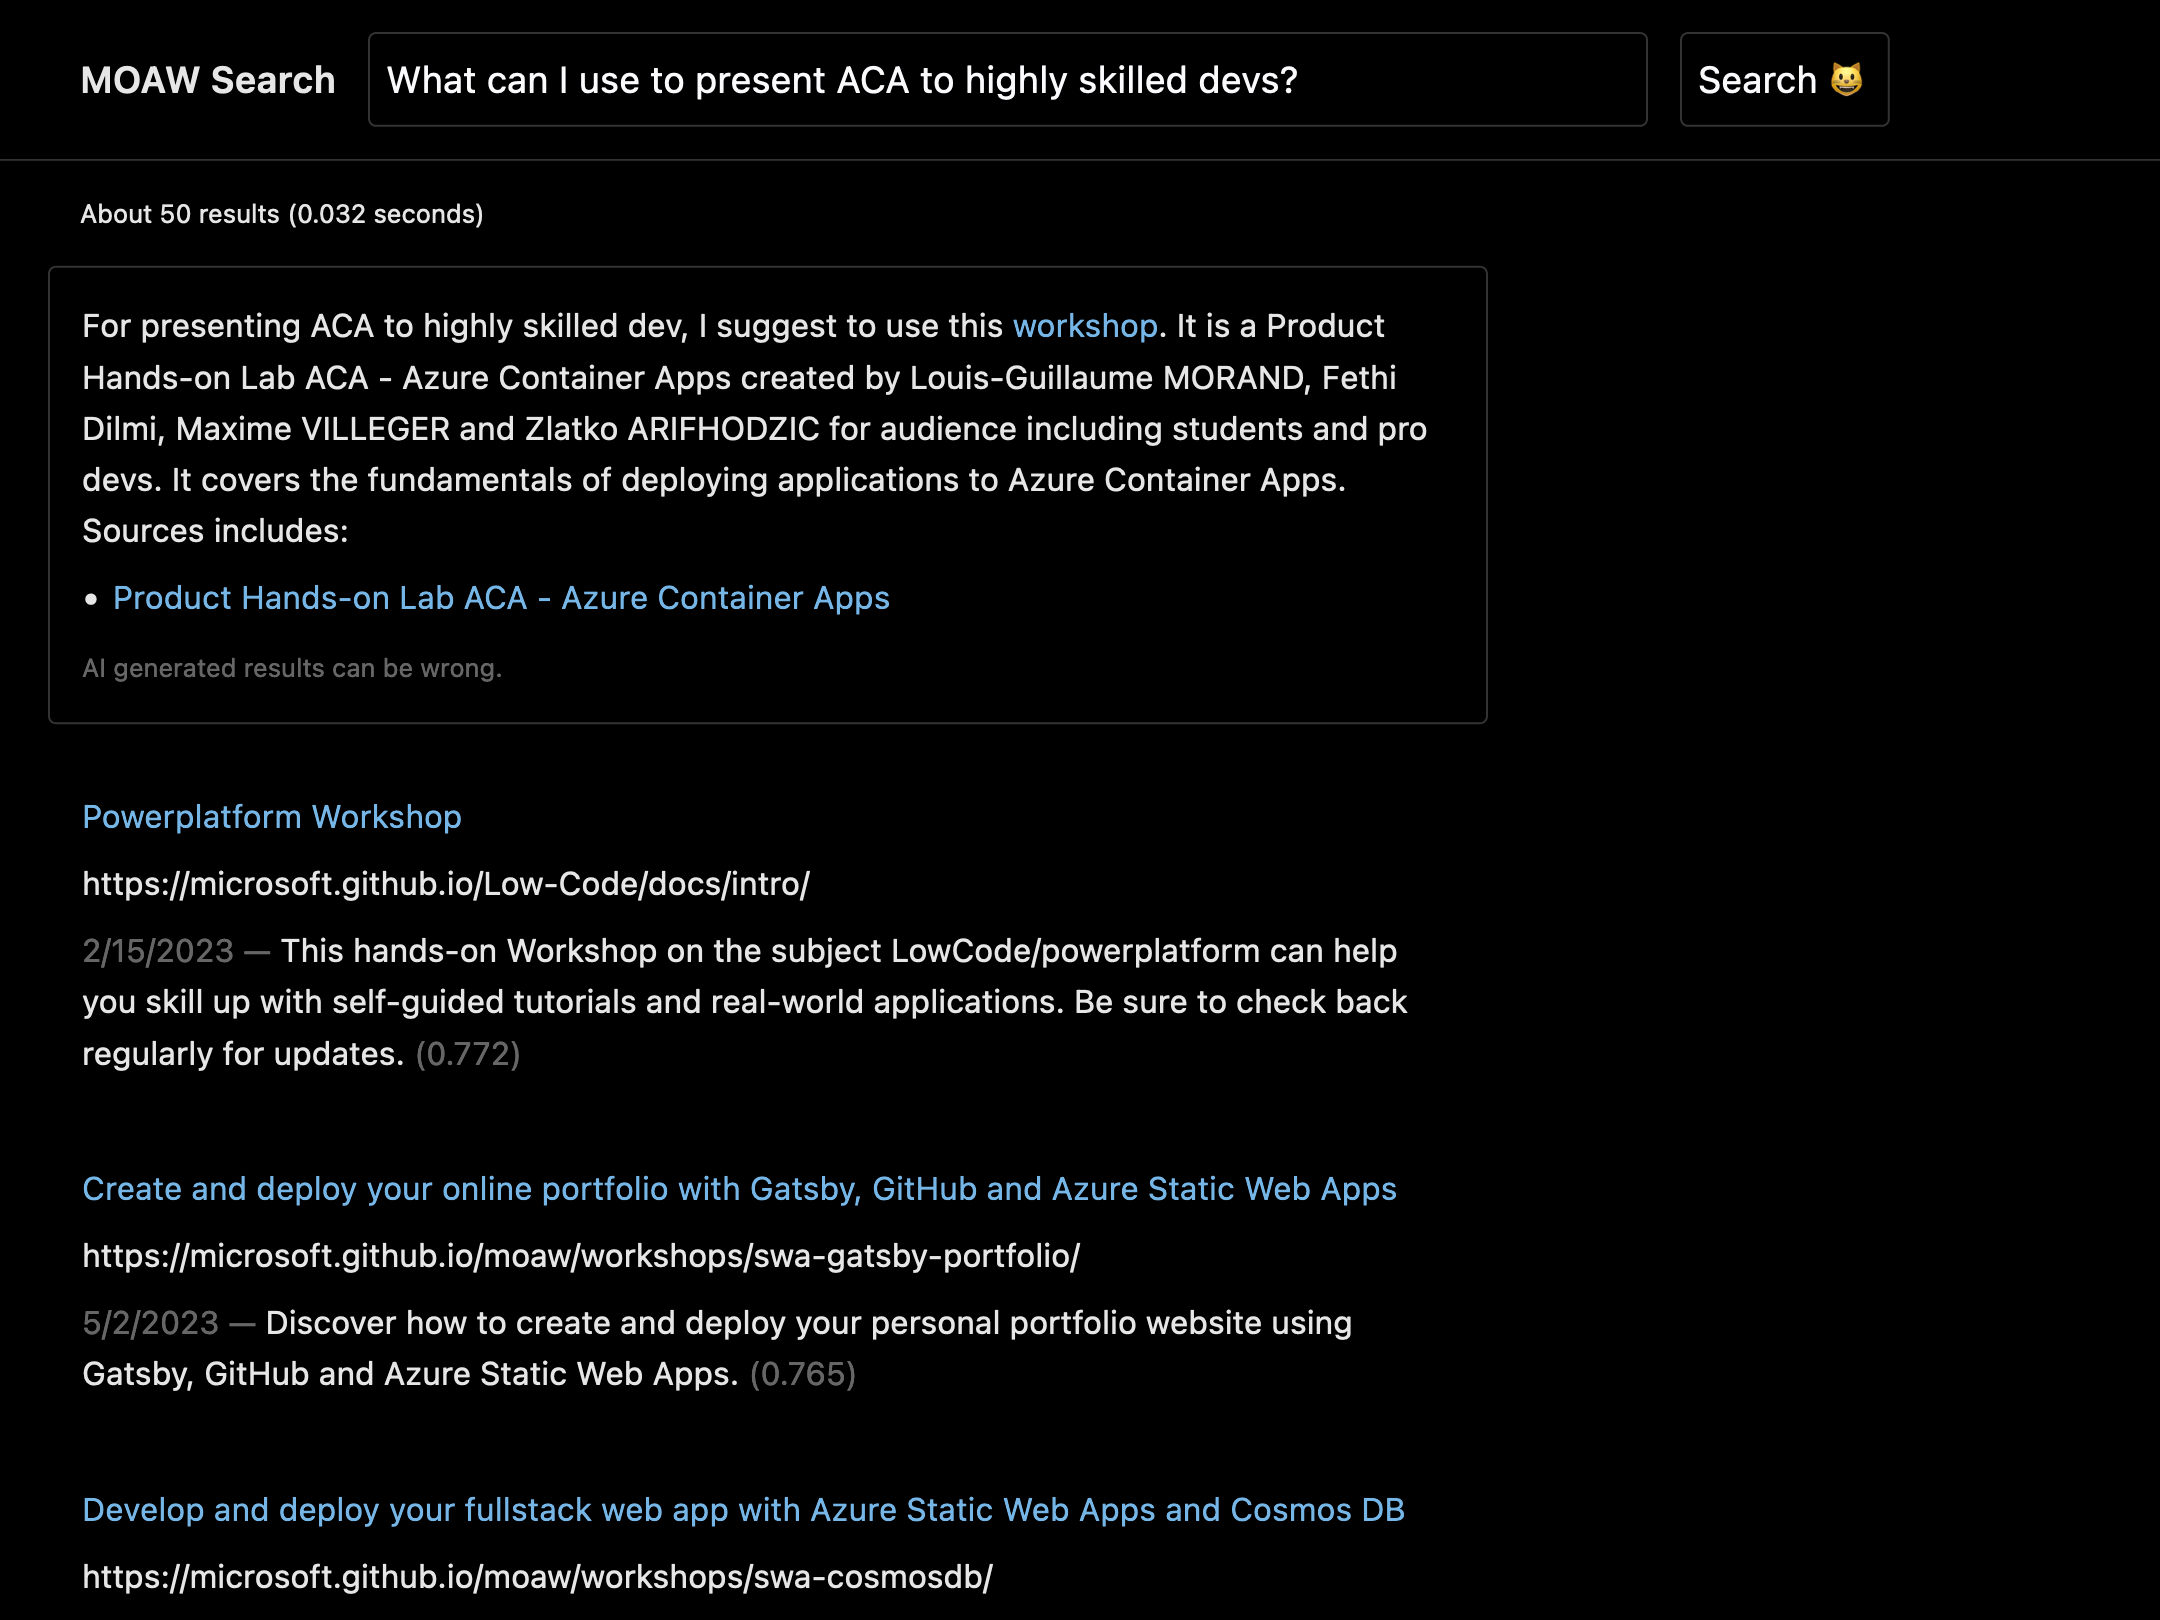 MOAW Search
What can I use to present ACA to highly skilled devs?
Search 😺
About 50 results (0.032 seconds)
For presenting ACA to highly skilled dev, I suggest to use this workshop. It is a Product
Hands-on Lab ACA - Azure Container Apps created by Louis-Guillaume MORAND, Fethi
Dilmi, Maxime VILLEGER and Zlatko ARIFHODZIC for audience including students and pro
devs. It covers the fundamentals of deploying applications to Azure Container Apps.
Sources includes:
• Product Hands-on Lab ACA - Azure Container Apps
AI generated results can be wrong.
Powerplatform Workshop
https://microsoft.github.io/Low-Code/docs/intro/
2/15/2023 — This hands-on Workshop on the subject LowCode/powerplatform can help
you skill up with self-guided tutorials and real-world applications. Be sure to check back
regularly for updates. (0.772)
Create and deploy your online portfolio with Gatsby, GitHub and Azure Static Web Apps
https://microsoft.github.io/moaw/workshops/swa-gatsby-portfolio/
5/2/2023 — Discover how to create and deploy your personal portfolio website using
Gatsby, GitHub and Azure Static Web Apps. (0.765)
Develop and deploy your fullstack web app with Azure Static Web Apps and Cosmos DB
https://microsoft.github.io/moaw/workshops/swa-cosmosdb/